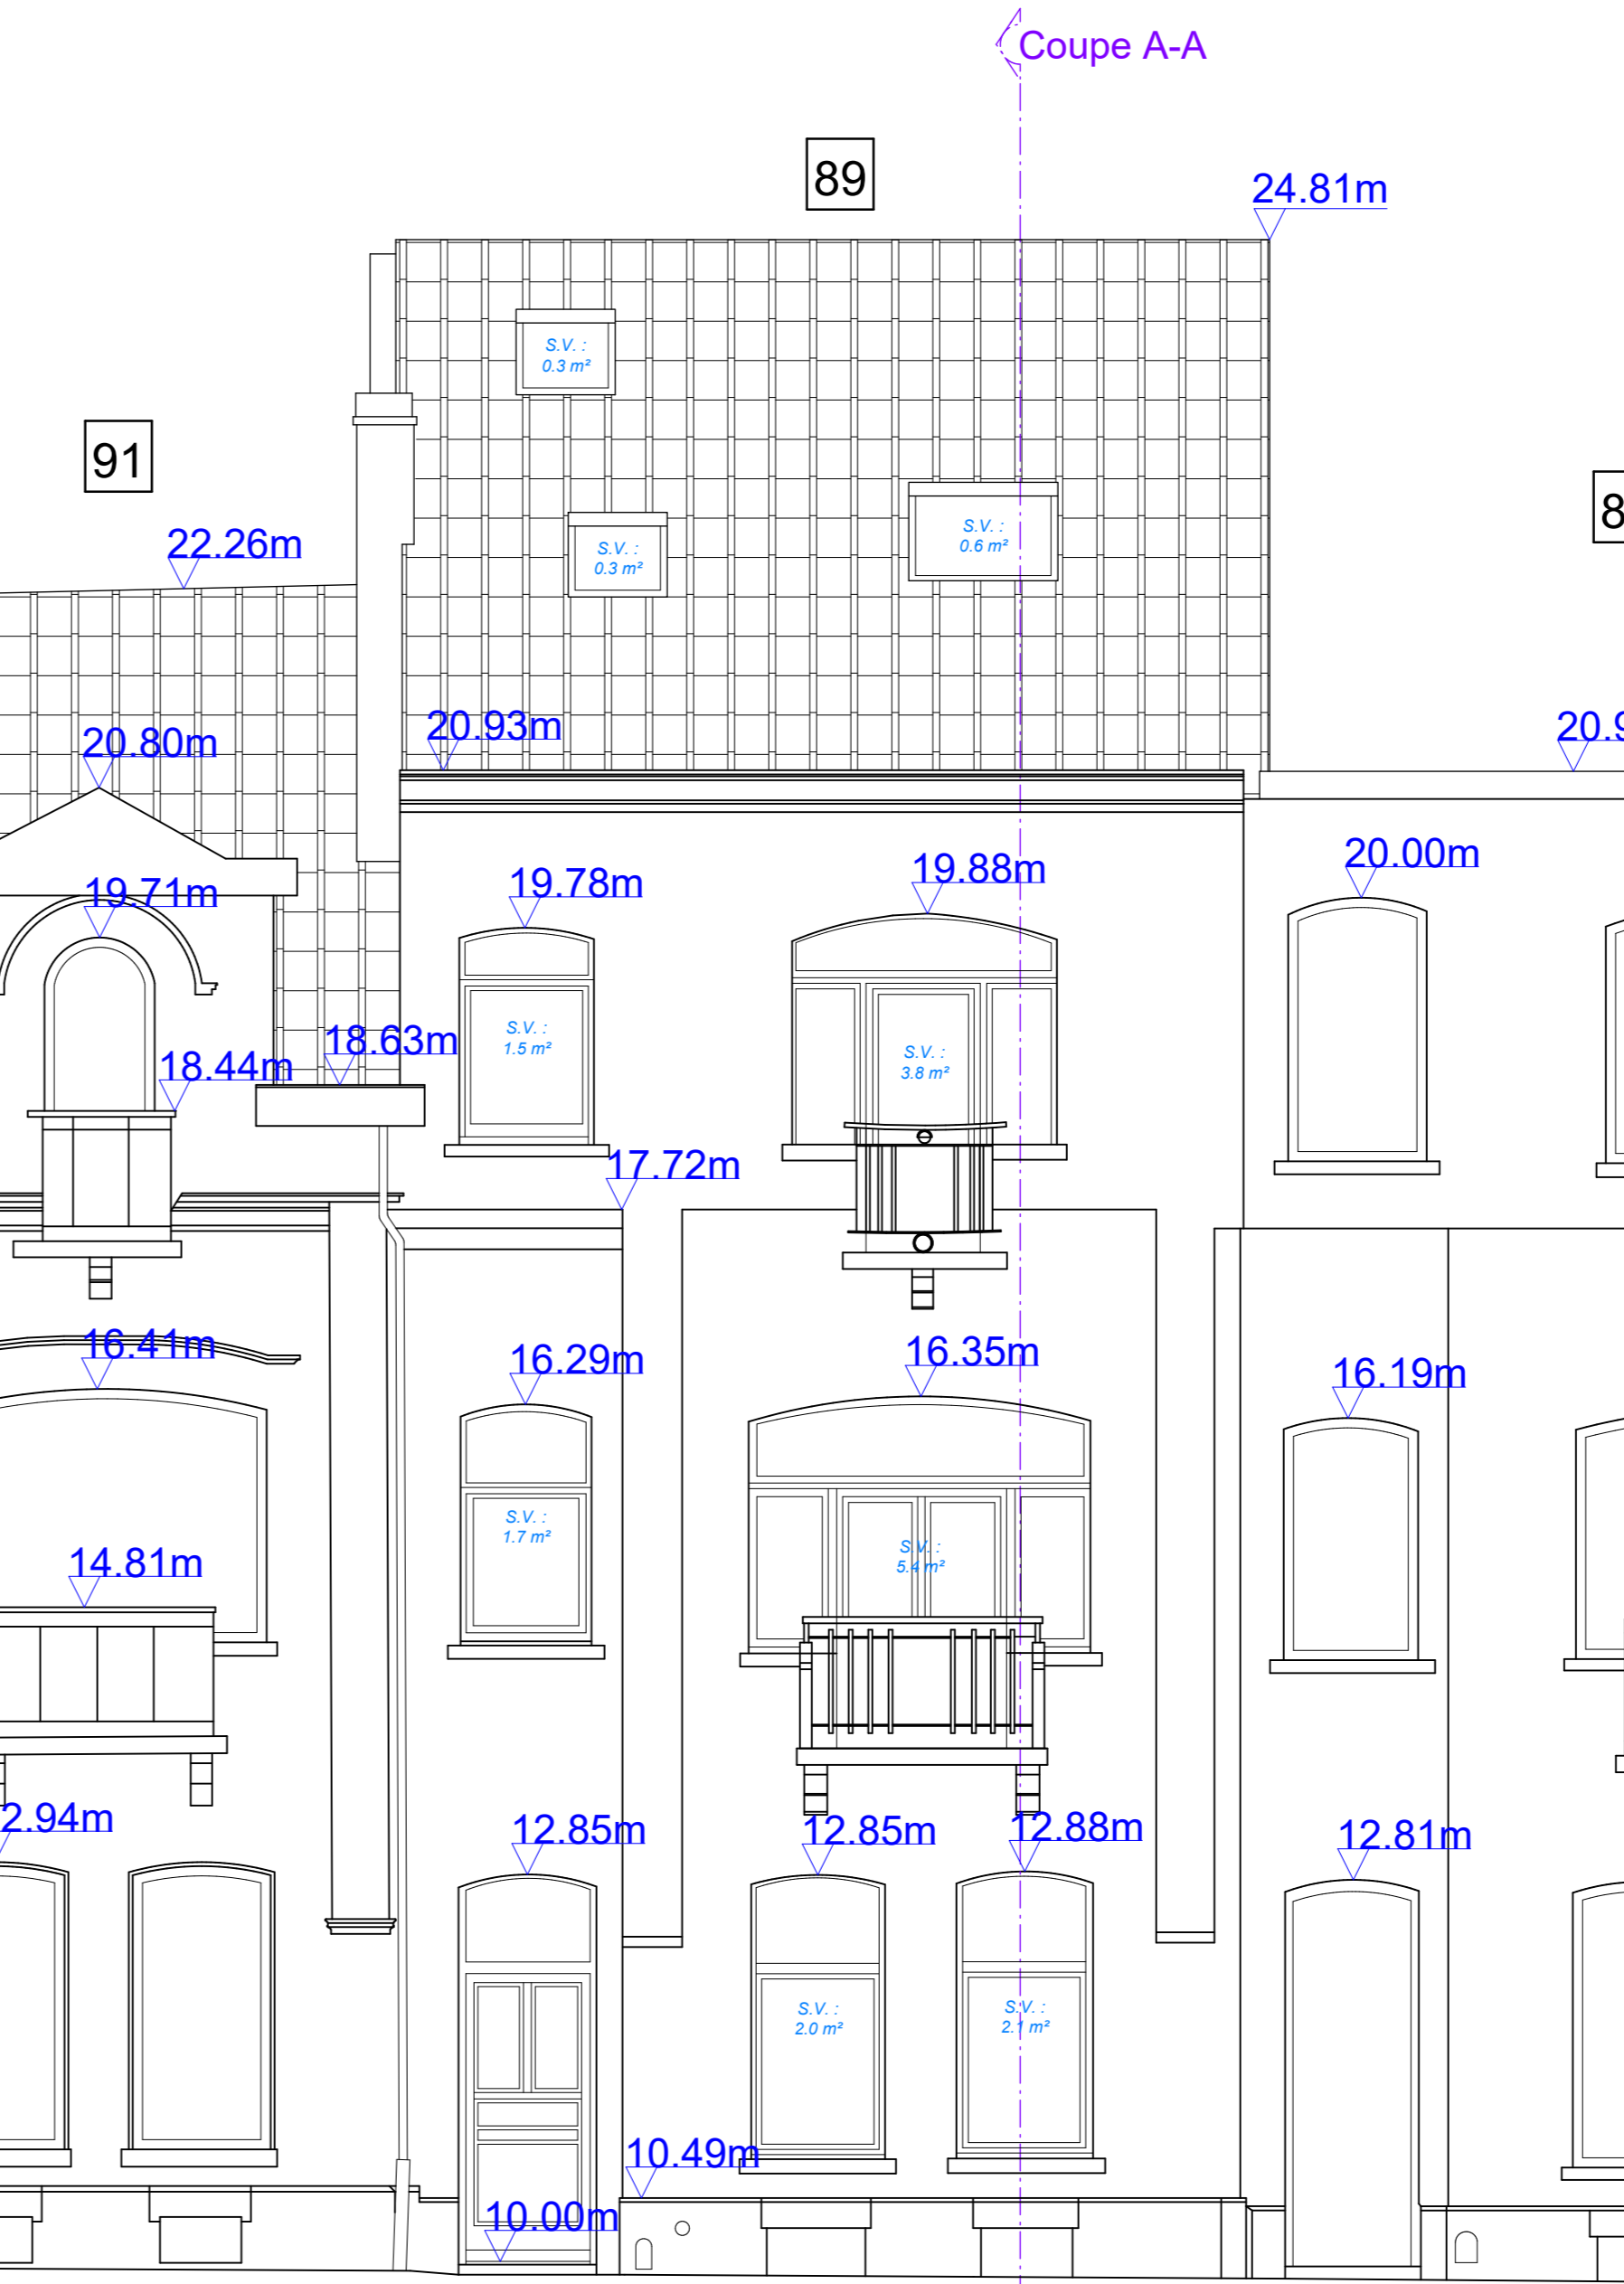 Coupe A-A
89
24.81m
S.V. :
0.3 m²
91
S.V. :
0.6 m²
S.V. :
0.3 m²
22.26m
20.93m
20.80m
20.00m
19.88m
19.78m
19.71m
S.V. :
1.5 m²
18.63m
S.V. :
3.8 m²
18.44m
17.72m
16.41m
16.29m
16.35m
16.19m
S.V. :
1.7 m²
S.V. :
5.4 m²
14.81m
2.94m
12.85m
12.85m
12.88m
12.81m
S.V. :
2.0 m²
S.V. :
2.1 m²
10.49m
10.00m